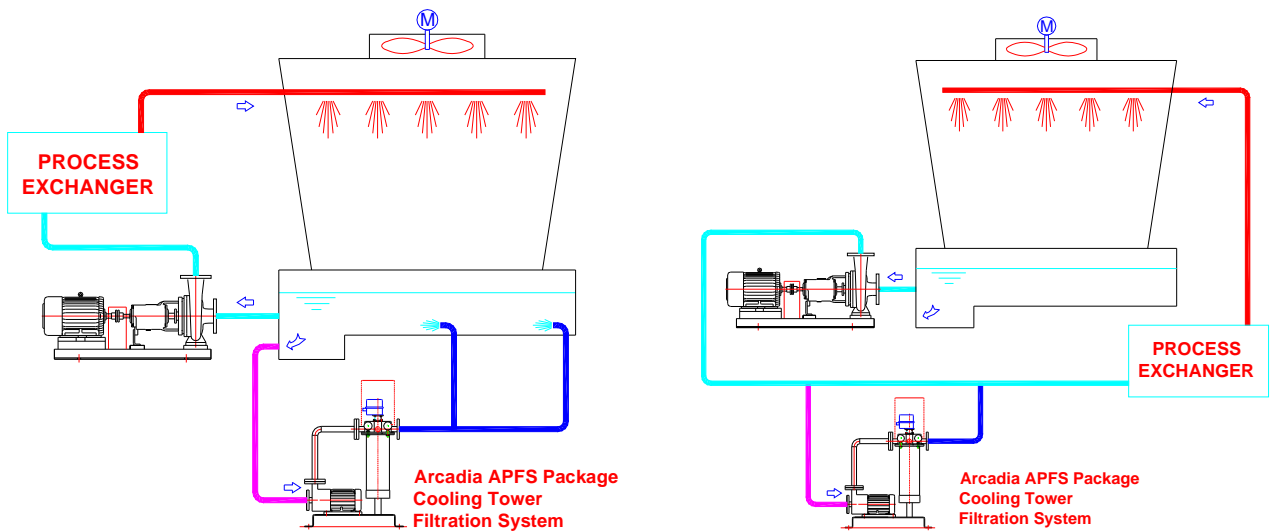 M
PROCESS
EXCHANGER
Arcadia APFS Package
Cooling Tower
Filtration System
M
PROCESS
EXCHANGER
Arcadia APFS Package
Cooling Tower
Filtration System